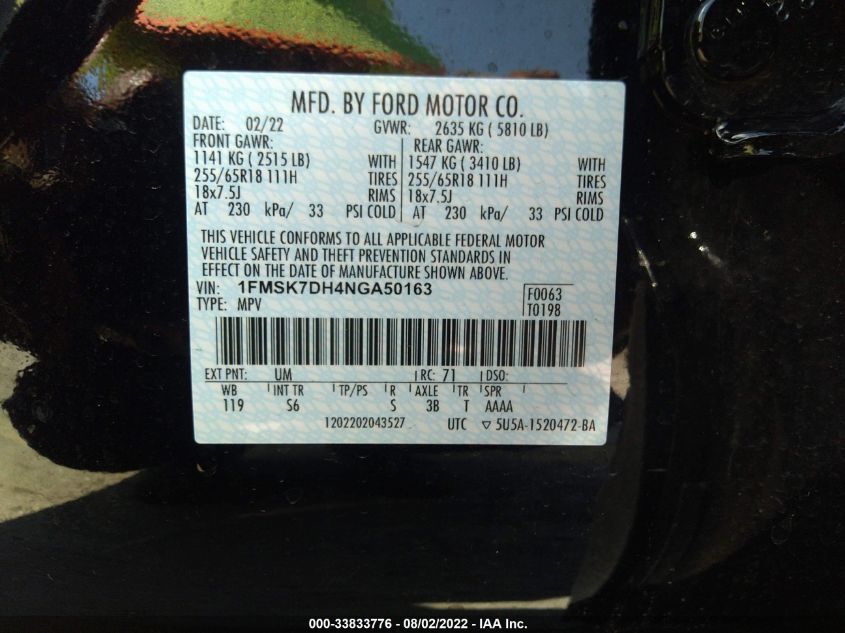 MFD. BY FORD MOTOR CO.
DATE: 02/22 GVWR: 2635 KG ( 5810 LB)
FRONT GAWR: REAR GAWR:
1141 KG ( 2515 LB) WITH 1547 KG ( 3410 LB) WITH
255/65R18 111H TIRES 255/65R18 111H TIRES
18x7.5J RIMS 18x7.5J RIMS
AT 230 kPa/ 33 PSI COLD AT 230 kPa/ 33 PSI COLD
THIS VEHICLE CONFORMS TO ALL APPLICABLE FEDERAL MOTOR
VEHICLE SAFETY AND THEFT PREVENTION STANDARDS IN
EFFECT ON THE DATE OF MANUFACTURE SHOWN ABOVE.
VIN: 1FMSK7DH4NGA50163 F0063
TYPE: MPV T0198
EXT PNT: UM RC: 71 DSO:
WB INT TR TP/PS R AXLE TR SPR
119 S6 S 3B T AAAA
1202202043527 UTC ▽ 5U5A-1520472-BA
000-33833776 — 08/02/2022 — IAA Inc.